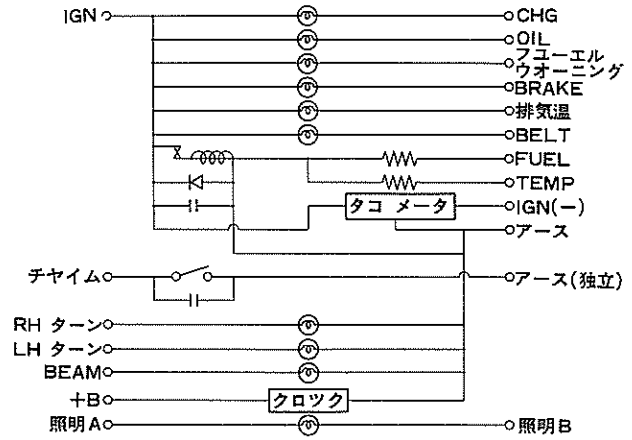 IGN
CHG
OIL
フユーエル
ウオーニング
BRAKE
排気温
BELT
FUEL
TEMP
タコ メータ
IGN(−)
アース
チヤイム
アース(独立)
RH ターン
LH ターン
BEAM
+B
クロツク
照明A
照明B